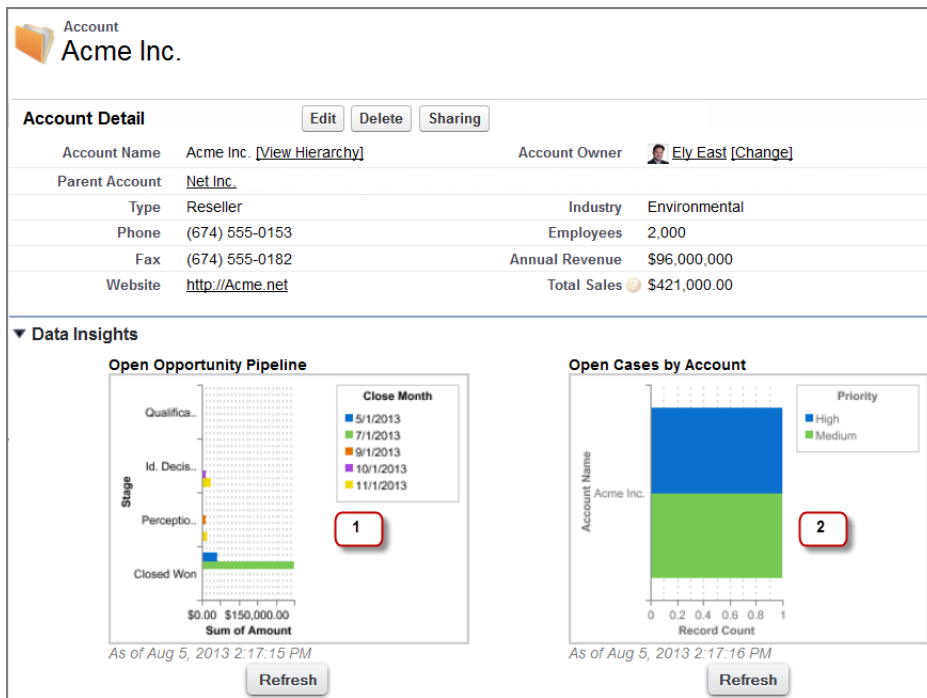 Account
Acme Inc.
Account Detail Edit Delete Sharing
Account Name Acme Inc. [View Hierarchy] Account Owner Ely East [Change]
Parent Account Net Inc.
Type Reseller Industry Environmental
Phone (674) 555-0153 Employees 2,000
Fax (674) 555-0182 Annual Revenue $96,000,000
Website http://Acme.net Total Sales ? $421,000.00
Data Insights
Open Opportunity Pipeline
Stage
Qualifica..
Id. Decis..
Perceptio..
Closed Won
$0.00 $150,000.00
Sum of Amount
Close Month
5/1/2013
7/1/2013
9/1/2013
10/1/2013
11/1/2013
1
As of Aug 5, 2013 2:17:15 PM
Refresh
Open Cases by Account
Account Name
Acme Inc.
0 0.2 0.4 0.6 0.8 1
Record Count
Priority
High
Medium
2
As of Aug 5, 2013 2:17:16 PM
Refresh